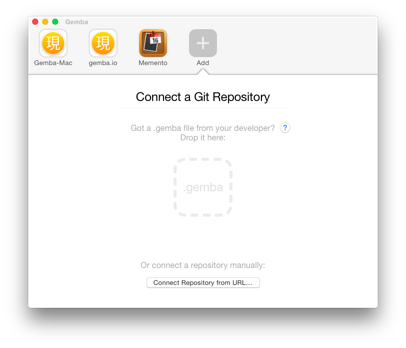 Gemba
現
現
16
Gemba-Mac
gemba.io
Memento
Add
Connect a Git Repository
Got a .gemba file from your developer? ?
Drop it here:
.gemba
Or connect a repository manually:
Connect Repository from URL...